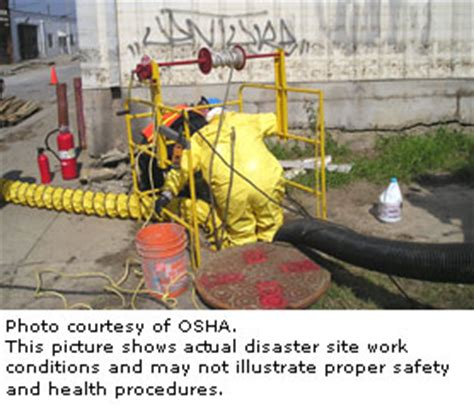 Photo courtesy of OSHA.
This picture shows actual disaster site work
conditions and may not illustrate proper safety
and health procedures.